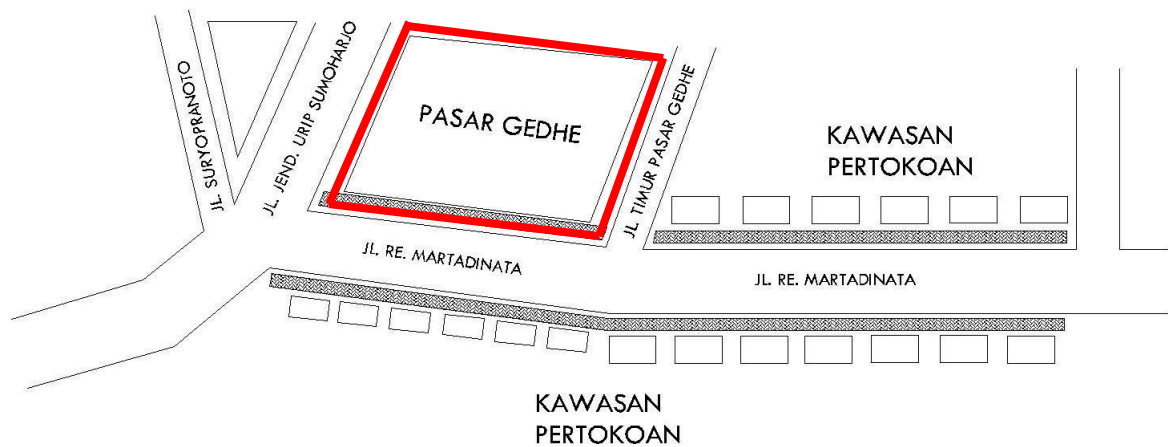 JL. SURYOPRANOTO
JL. JEND. URIP SUMOHARJO
PASAR GEDHE
JL. TIMUR PASAR GEDHE
KAWASAN
PERTOKOAN
JL. RE. MARTADINATA
JL. RE. MARTADINATA
KAWASAN
PERTOKOAN